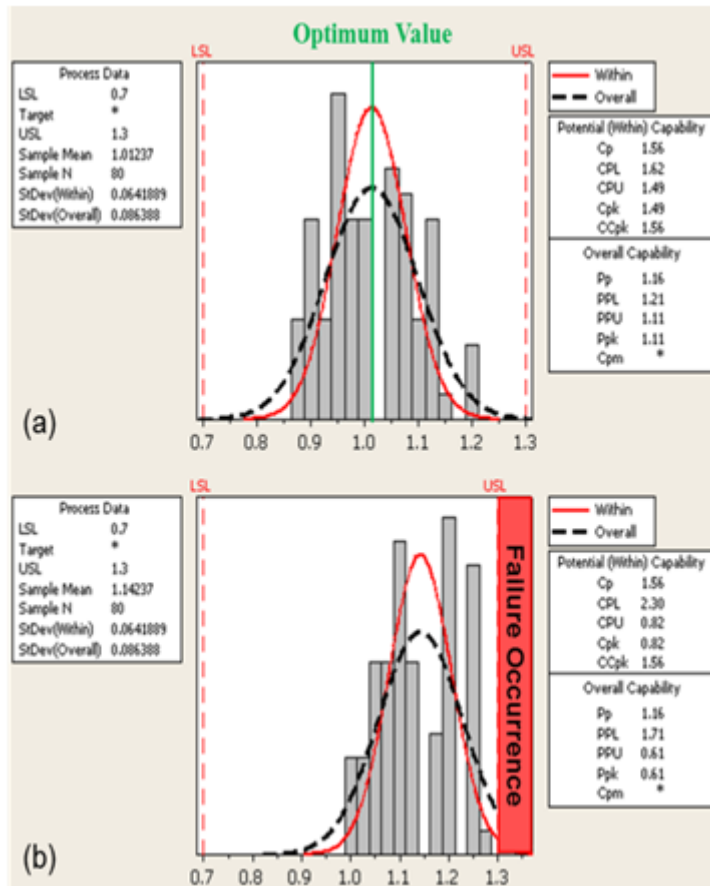 Optimum Value
LSL
USL
Process Data
LSL 0.7
Target *
USL 1.3
Sample Mean 1.01237
Sample N 80
StDev(Within) 0.0641889
StDev(Overall) 0.086388
Within
Overall
Potential (Within) Capability
Cp 1.56
CPL 1.62
CPU 1.49
Cpk 1.49
CCpk 1.56
Overall Capability
Pp 1.16
PPL 1.21
PPU 1.11
Ppk 1.11
Cpm *
(a)
0.7 0.8 0.9 1.0 1.1 1.2 1.3
LSL
USL
Process Data
LSL 0.7
Target *
USL 1.3
Sample Mean 1.14237
Sample N 80
StDev(Within) 0.0641889
StDev(Overall) 0.086388
Failure Occurrence
Within
Overall
Potential (Within) Capability
Cp 1.56
CPL 2.30
CPU 0.82
Cpk 0.82
CCpk 1.56
Overall Capability
Pp 1.16
PPL 1.71
PPU 0.61
Ppk 0.61
Cpm *
(b)
0.7 0.8 0.9 1.0 1.1 1.2 1.3